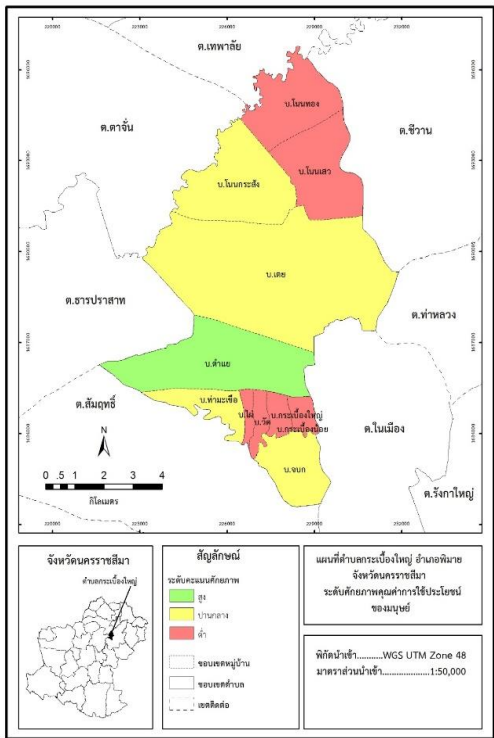 ต.เทพาลัย
ต.ตาจั่น
บ.โนนทอง
ต.ชีวาน
บ.โนนเสว
บ.โนนกระสัง
บ.เตย
ต.ธารปราสาท
ต.ท่าหลวง
บ.ตำแย
ต.สัมฤทธิ์
บ.ท่ามะเฟือ
บ.ไผ่
บ.วัด
บ.กระเบื้องใหญ่
บ.กระเบื้องน้อย
ต.ในเมือง
บ.จบก
ต.รังกาใหญ่
N
0 .5 1 2 3 4
กิโลเมตร
จังหวัดนครราชสีมา
ตำบลกระเบื้องใหญ่
สัญลักษณ์
ระดับคะแนนศักยภาพ
สูง
ปานกลาง
ต่ำ
ขอบเขตหมู่บ้าน
ขอบเขตตำบล
เขตติดต่อ
แผนที่ตำบลกระเบื้องใหญ่ อำเภอพิมาย
จังหวัดนครราชสีมา
ระดับศักยภาพคุณค่าการใช้ประโยชน์
ของมนุษย์
พิกัดนำเข้า..........WGS UTM Zone 48
มาตราส่วนนำเข้า....................1:50,000